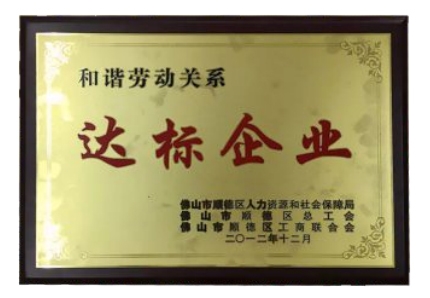 和谐劳动关系
达标企业
佛山市顺德区人力资源和社会保障局
佛山市顺德区总工会
佛山市顺德区工商联合会
二〇一二年十二月